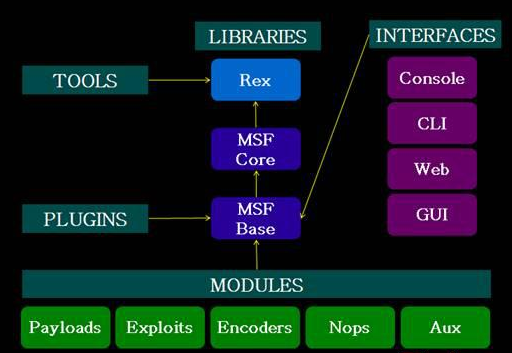 LIBRARIES
INTERFACES
TOOLS
Rex
Console
MSF
Core
CLI
Web
PLUGINS
MSF
Base
GUI
MODULES
Payloads
Exploits
Encoders
Nops
Aux